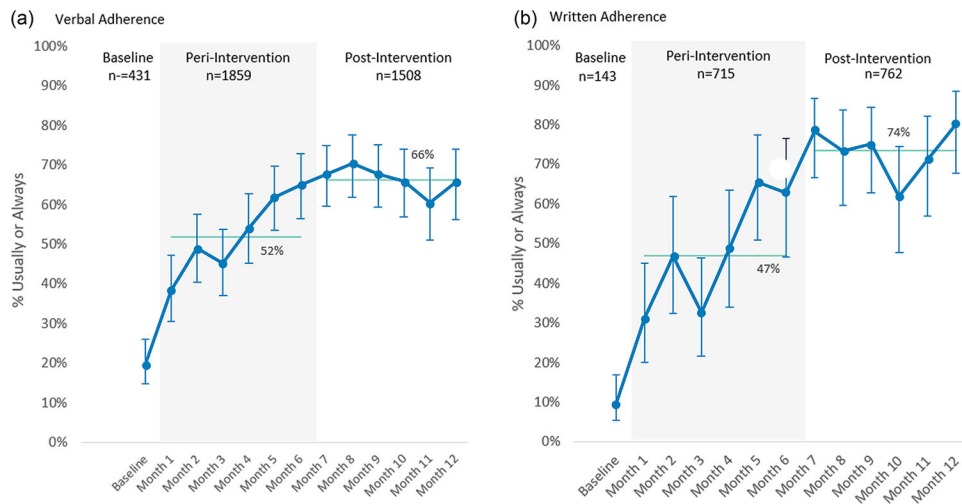 (a) Verbal Adherence
100%
90%
80%
70%
60%
50%
40%
30%
20%
10%
0%
% Usually or Always
Baseline
n-=431
Peri-Intervention
n=1859
Post-Intervention
n=1508
52%
66%
Baseline
Month 1
Month 2
Month 3
Month 4
Month 5
Month 6
Month 7
Month 8
Month 9
Month 10
Month 11
Month 12
(b) Written Adherence
100%
90%
80%
70%
60%
50%
40%
30%
20%
10%
0%
% Usually or Always
Baseline
n=143
Peri-Intervention
n=715
Post-Intervention
n=762
47%
74%
Baseline
Month 1
Month 2
Month 3
Month 4
Month 5
Month 6
Month 7
Month 8
Month 9
Month 10
Month 11
Month 12